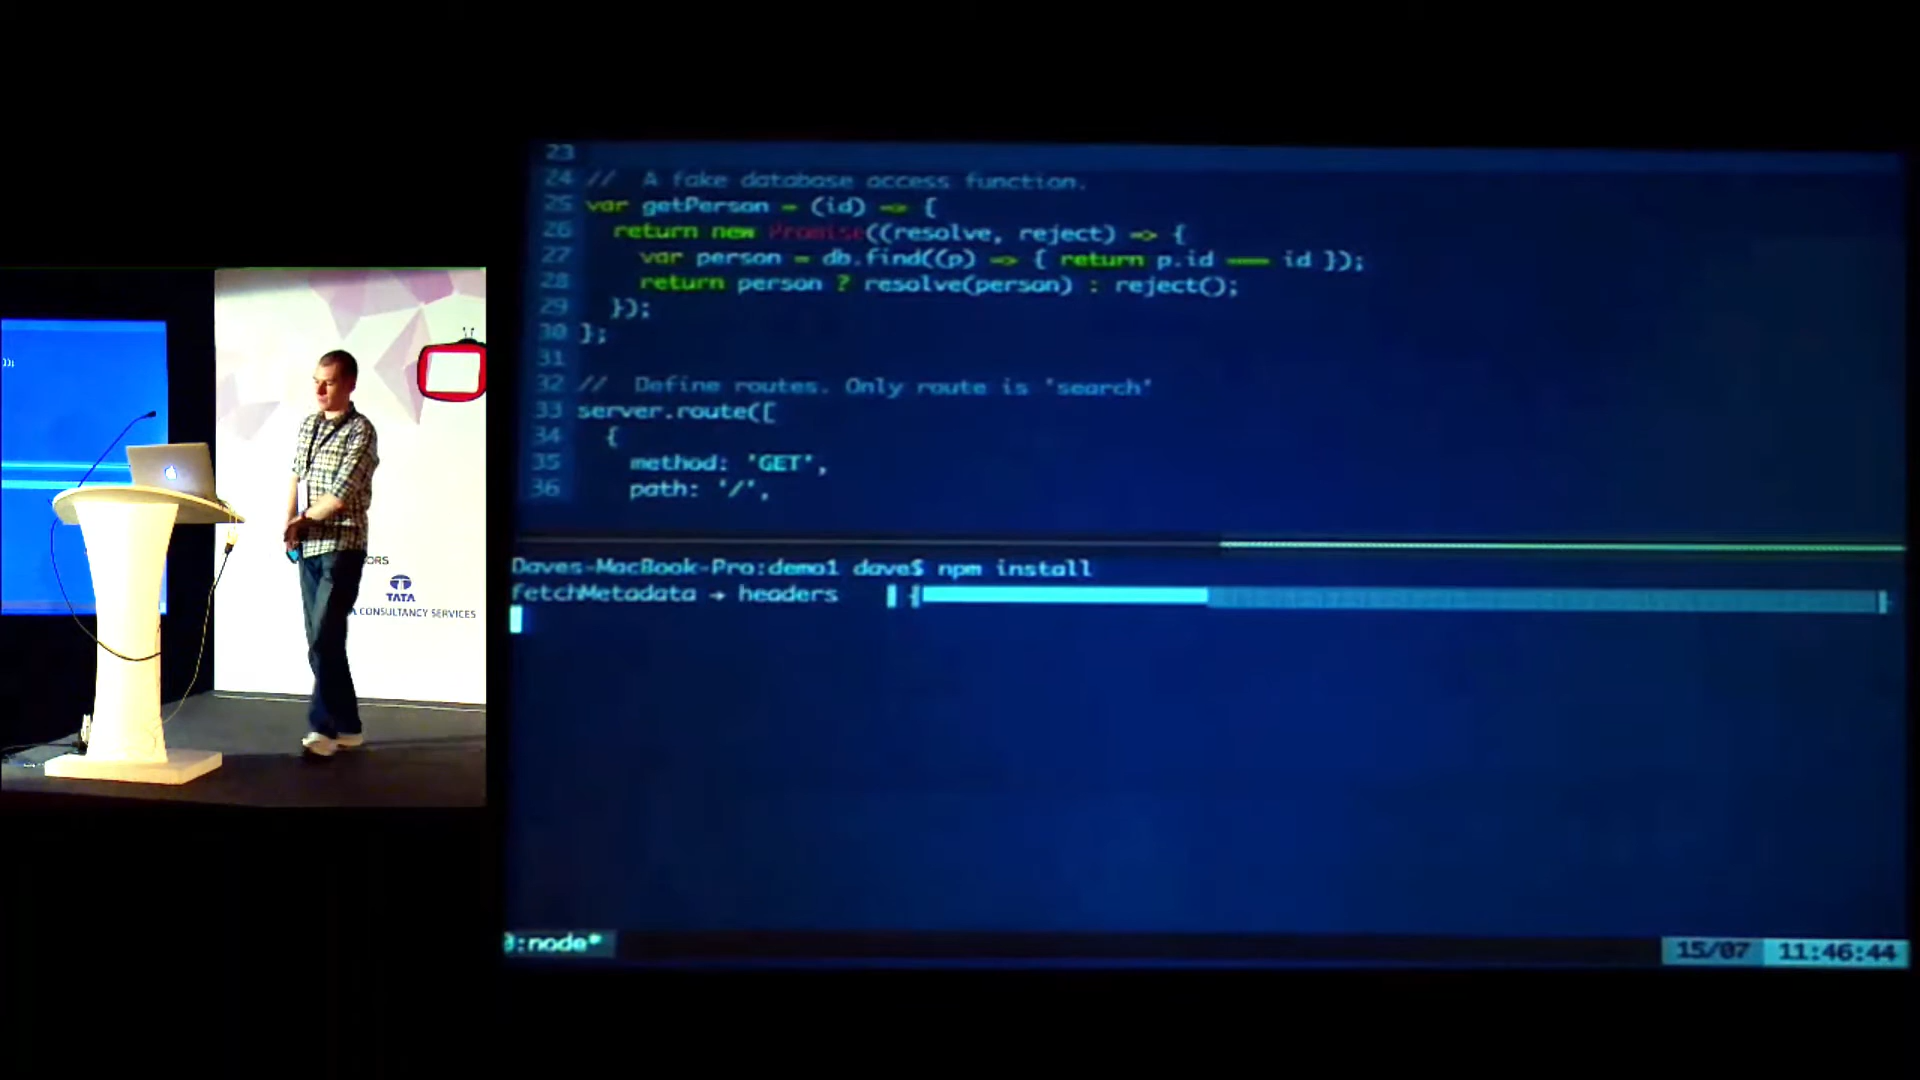 23
24 // A fake database access function.
25 var getPerson = (id) => {
26 return new Promise((resolve, reject) => {
27 var person = db.find((p) => { return p.id === id });
28 return person ? resolve(person) : reject();
29 });
30 };
31
32 // Define routes. Only route is 'search'
33 server.route([
34 {
35 method: 'GET',
36 path: '/',
Daves-MacBook-Pro:demo1 dave$ npm install
fetchMetadata → headers
0:node*
15/07 11:46:44
));
ORS
TATA
CONSULTANCY SERVICES